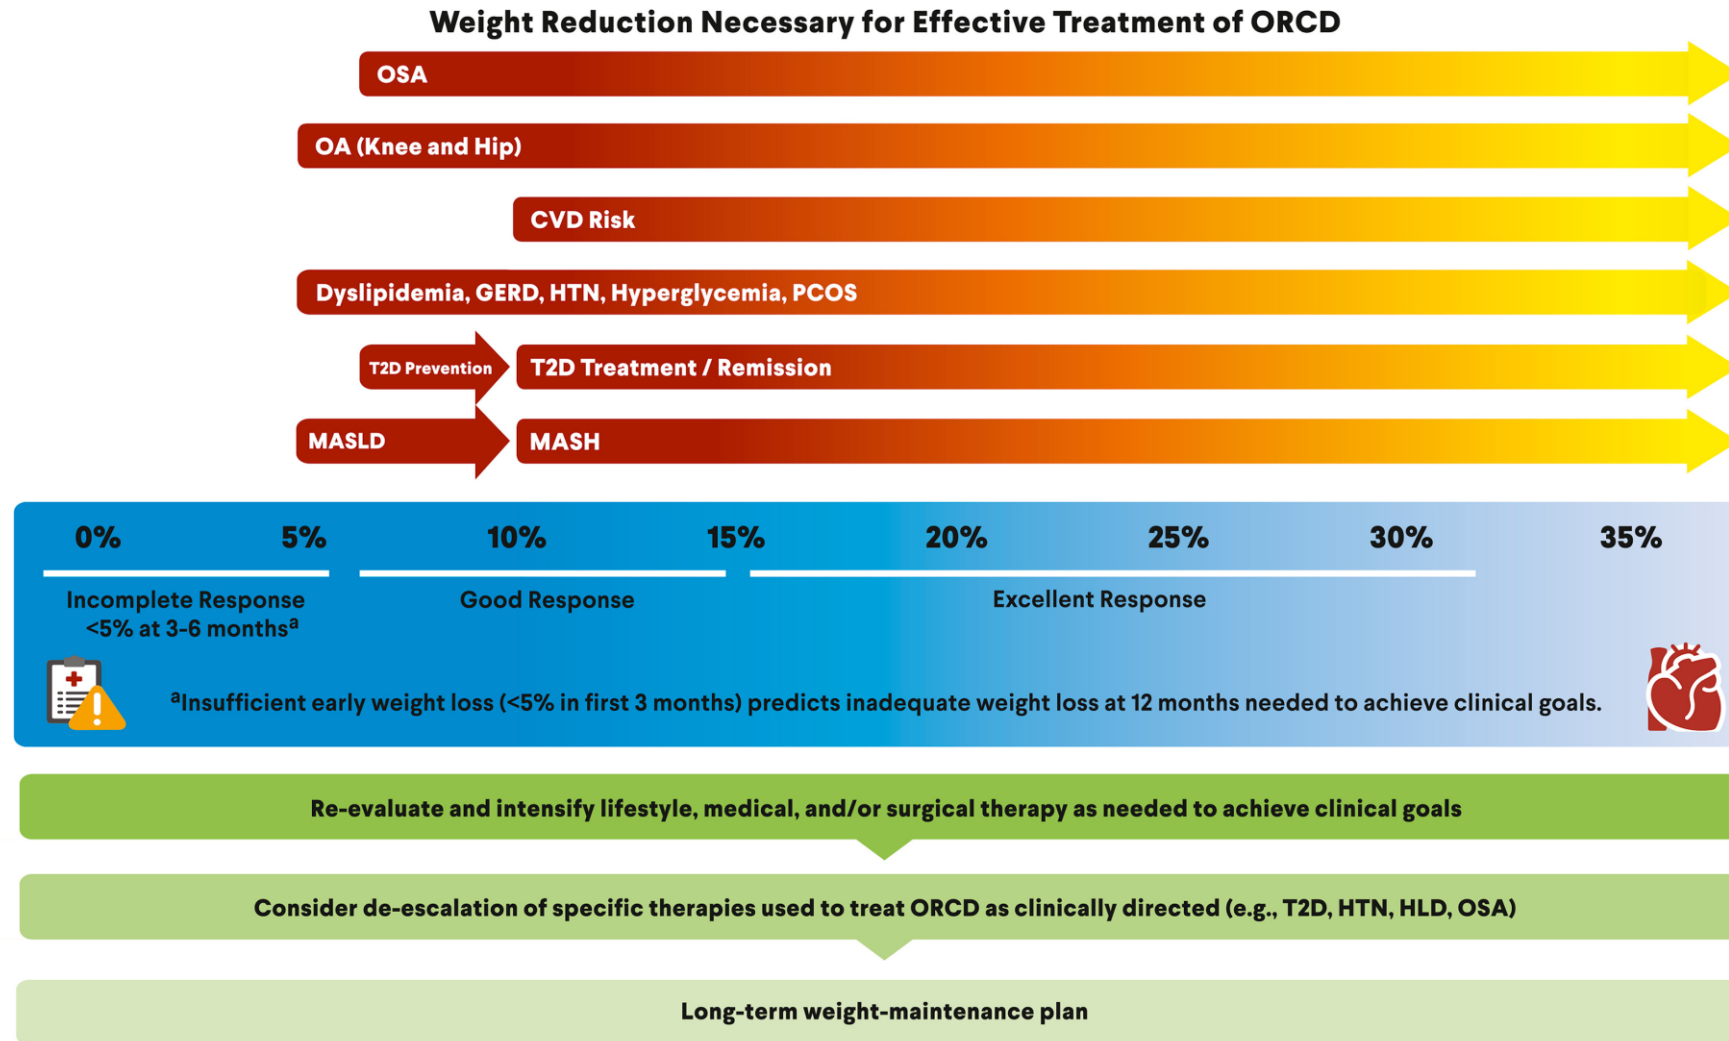 Weight Reduction Necessary for Effective Treatment of ORCD
OSA
OA (Knee and Hip)
CVD Risk
Dyslipidemia, GERD, HTN, Hyperglycemia, PCOS
T2D Prevention
T2D Treatment / Remission
MASLD
MASH
0% 5% 10% 15% 20% 25% 30% 35%
Incomplete Response
<5% at 3-6 monthsᵃ
Good Response
Excellent Response
ᵃInsufficient early weight loss (<5% in first 3 months) predicts inadequate weight loss at 12 months needed to achieve clinical goals.
Re-evaluate and intensify lifestyle, medical, and/or surgical therapy as needed to achieve clinical goals
Consider de-escalation of specific therapies used to treat ORCD as clinically directed (e.g., T2D, HTN, HLD, OSA)
Long-term weight-maintenance plan